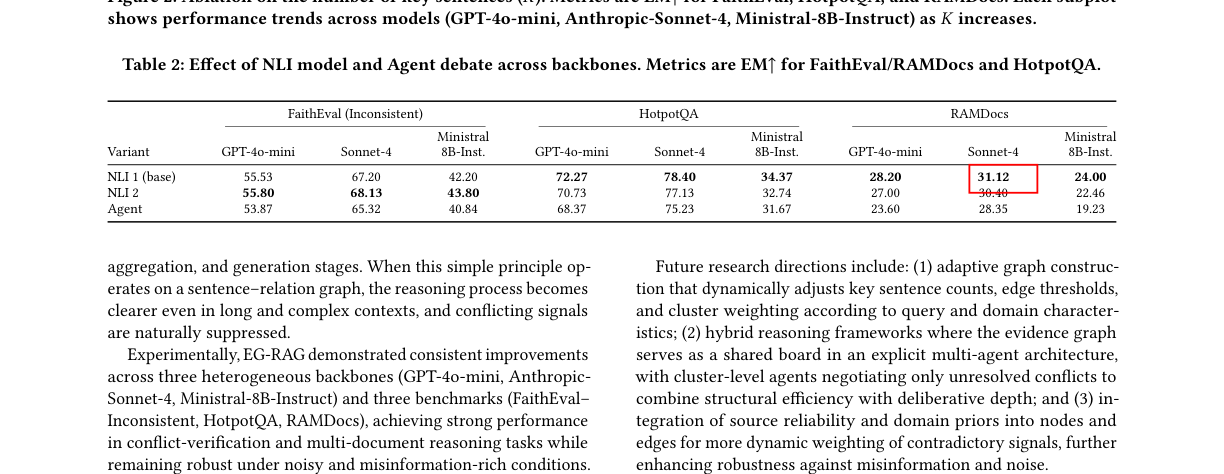 Figure 2: Ablation on the number of key sentences (K). Metrics are EM↑ for FaithEval, HotpotQA, and RAMDocs. Each subplot
shows performance trends across models (GPT-4o-mini, Anthropic-Sonnet-4, Ministral-8B-Instruct) as K increases.
Table 2: Effect of NLI model and Agent debate across backbones. Metrics are EM↑ for FaithEval/RAMDocs and HotpotQA.
FaithEval (Inconsistent) HotpotQA RAMDocs
Ministral Ministral Ministral
Variant GPT-4o-mini Sonnet-4 8B-Inst. GPT-4o-mini Sonnet-4 8B-Inst. GPT-4o-mini Sonnet-4 8B-Inst.
NLI 1 (base) 55.53 67.20 42.20 72.27 78.40 34.37 28.20 31.12 24.00
NLI 2 55.80 68.13 43.80 70.73 77.13 32.74 27.00 30.40 22.46
Agent 53.87 65.32 40.84 68.37 75.23 31.67 23.60 28.35 19.23
aggregation, and generation stages. When this simple principle op-
erates on a sentence–relation graph, the reasoning process becomes
clearer even in long and complex contexts, and conflicting signals
are naturally suppressed.
Experimentally, EG-RAG demonstrated consistent improvements
across three heterogeneous backbones (GPT-4o-mini, Anthropic-
Sonnet-4, Ministral-8B-Instruct) and three benchmarks (FaithEval–
Inconsistent, HotpotQA, RAMDocs), achieving strong performance
in conflict-verification and multi-document reasoning tasks while
remaining robust under noisy and misinformation-rich conditions.
Future research directions include: (1) adaptive graph construc-
tion that dynamically adjusts key sentence counts, edge thresholds,
and cluster weighting according to query and domain character-
istics; (2) hybrid reasoning frameworks where the evidence graph
serves as a shared board in an explicit multi-agent architecture,
with cluster-level agents negotiating only unresolved conflicts to
combine structural efficiency with deliberative depth; and (3) in-
tegration of source reliability and domain priors into nodes and
edges for more dynamic weighting of contradictory signals, further
enhancing robustness against misinformation and noise.